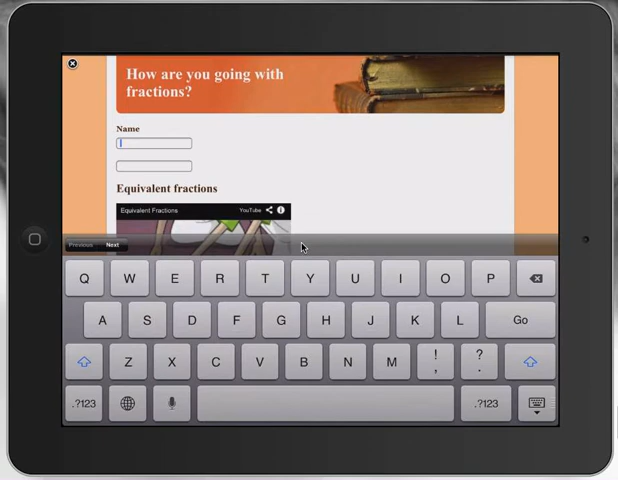 How are you going with
fractions?
Name
Equivalent fractions
Equivalent Fractions YouTube
Previous Next
Q W E R T Y U I O P
A S D F G H J K L Go
Z X C V B N M ! , ? .
.?123 .?123